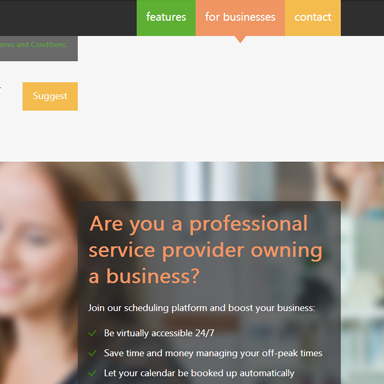 features for businesses contact
erms and Conditions.
Suggest
Are you a professional
service provider owning
a business?
Join our scheduling platform and boost your business:
Be virtually accessible 24/7
Save time and money managing your off-peak times
Let your calendar be booked up automatically